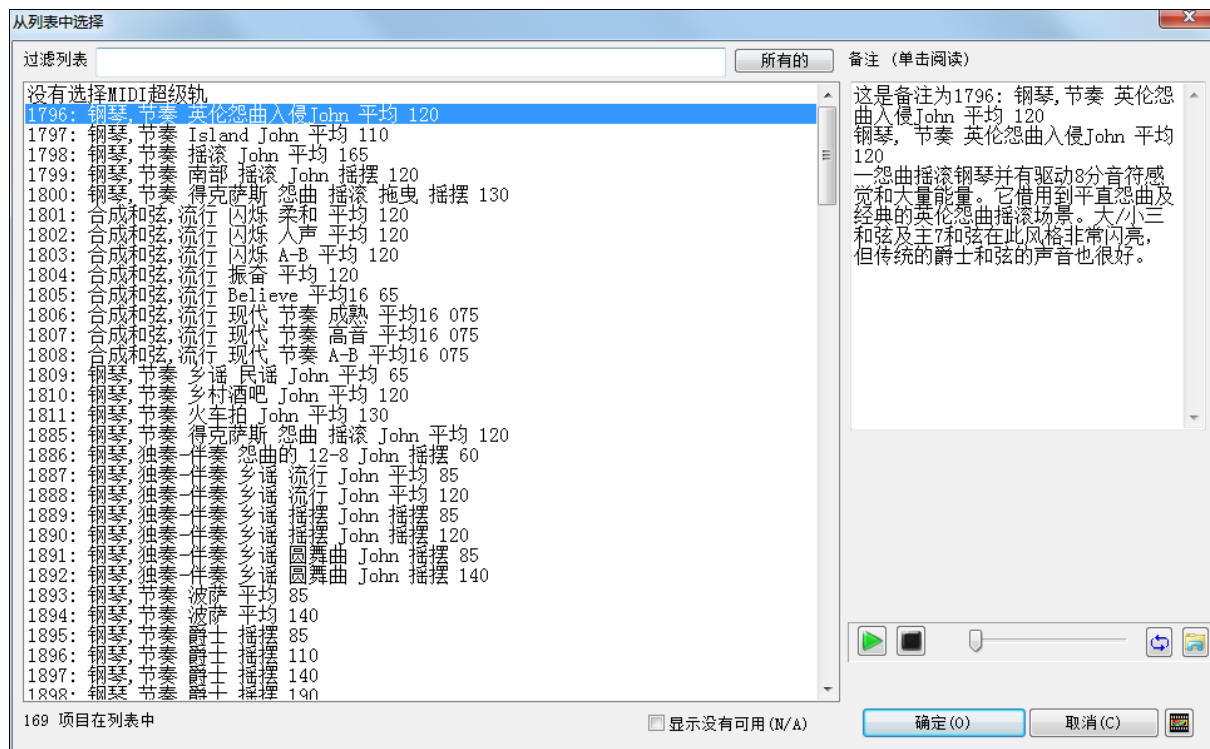 从列表中选择
过滤列表
所有的
备注 (单击阅读)
没有选择MIDI超级轨
1796: 钢琴,节奏 英伦怨曲入侵John 平均 120
1797: 钢琴,节奏 Island John 平均 110
1798: 钢琴,节奏 摇滚 John 平均 165
1799: 钢琴,节奏 南部 摇滚 John 摇摆 120
1800: 钢琴,节奏 得克萨斯 怨曲 摇滚 拖曳 摇摆 130
1801: 合成和弦,流行 闪烁 柔和 平均 120
1802: 合成和弦,流行 闪烁 人声 平均 120
1803: 合成和弦,流行 闪烁 A-B 平均 120
1804: 合成和弦,流行 振奋 平均 120
1805: 合成和弦,流行 Believe 平均16 65
1806: 合成和弦,流行 现代 节奏 成熟 平均16 075
1807: 合成和弦,流行 现代 节奏 高音 平均16 075
1808: 合成和弦,流行 现代 节奏 A-B 平均16 075
1809: 钢琴,节奏 乡谣 民谣 John 平均 65
1810: 钢琴,节奏 乡村酒吧 John 平均 120
1811: 钢琴,节奏 火车拍 John 平均 130
1885: 钢琴,节奏 得克萨斯 怨曲 摇滚 John 平均 120
1886: 钢琴,独奏-伴奏 怨曲的 12-8 John 摇摆 60
1887: 钢琴,独奏-伴奏 乡谣 流行 John 平均 85
1888: 钢琴,独奏-伴奏 乡谣 流行 John 平均 120
1889: 钢琴,独奏-伴奏 乡谣 摇摆 John 摇摆 85
1890: 钢琴,独奏-伴奏 乡谣 摇摆 John 摇摆 120
1891: 钢琴,独奏-伴奏 乡谣 圆舞曲 John 摇摆 85
1892: 钢琴,独奏-伴奏 乡谣 圆舞曲 John 摇摆 140
1893: 钢琴,节奏 波萨 平均 85
1894: 钢琴,节奏 波萨 平均 140
1895: 钢琴,节奏 爵士 摇摆 85
1896: 钢琴,节奏 爵士 摇摆 110
1897: 钢琴,节奏 爵士 摇摆 140
1898: 钢琴,节奏 爵士 摇摆 190
这是备注为1796: 钢琴,节奏 英伦怨
曲入侵John 平均 120
钢琴, 节奏 英伦怨曲入侵John 平均
120
一怨曲摇滚钢琴并有驱动8分音符感
觉和大量能量。它借用到平直怨曲及
经典的英伦怨曲摇滚场景。大/小三
和弦及主7和弦在此风格非常闪亮,
但传统的爵士和弦的声音也很好。
169 项目在列表中
显示没有可用(N/A)
确定(O)
取消(C)